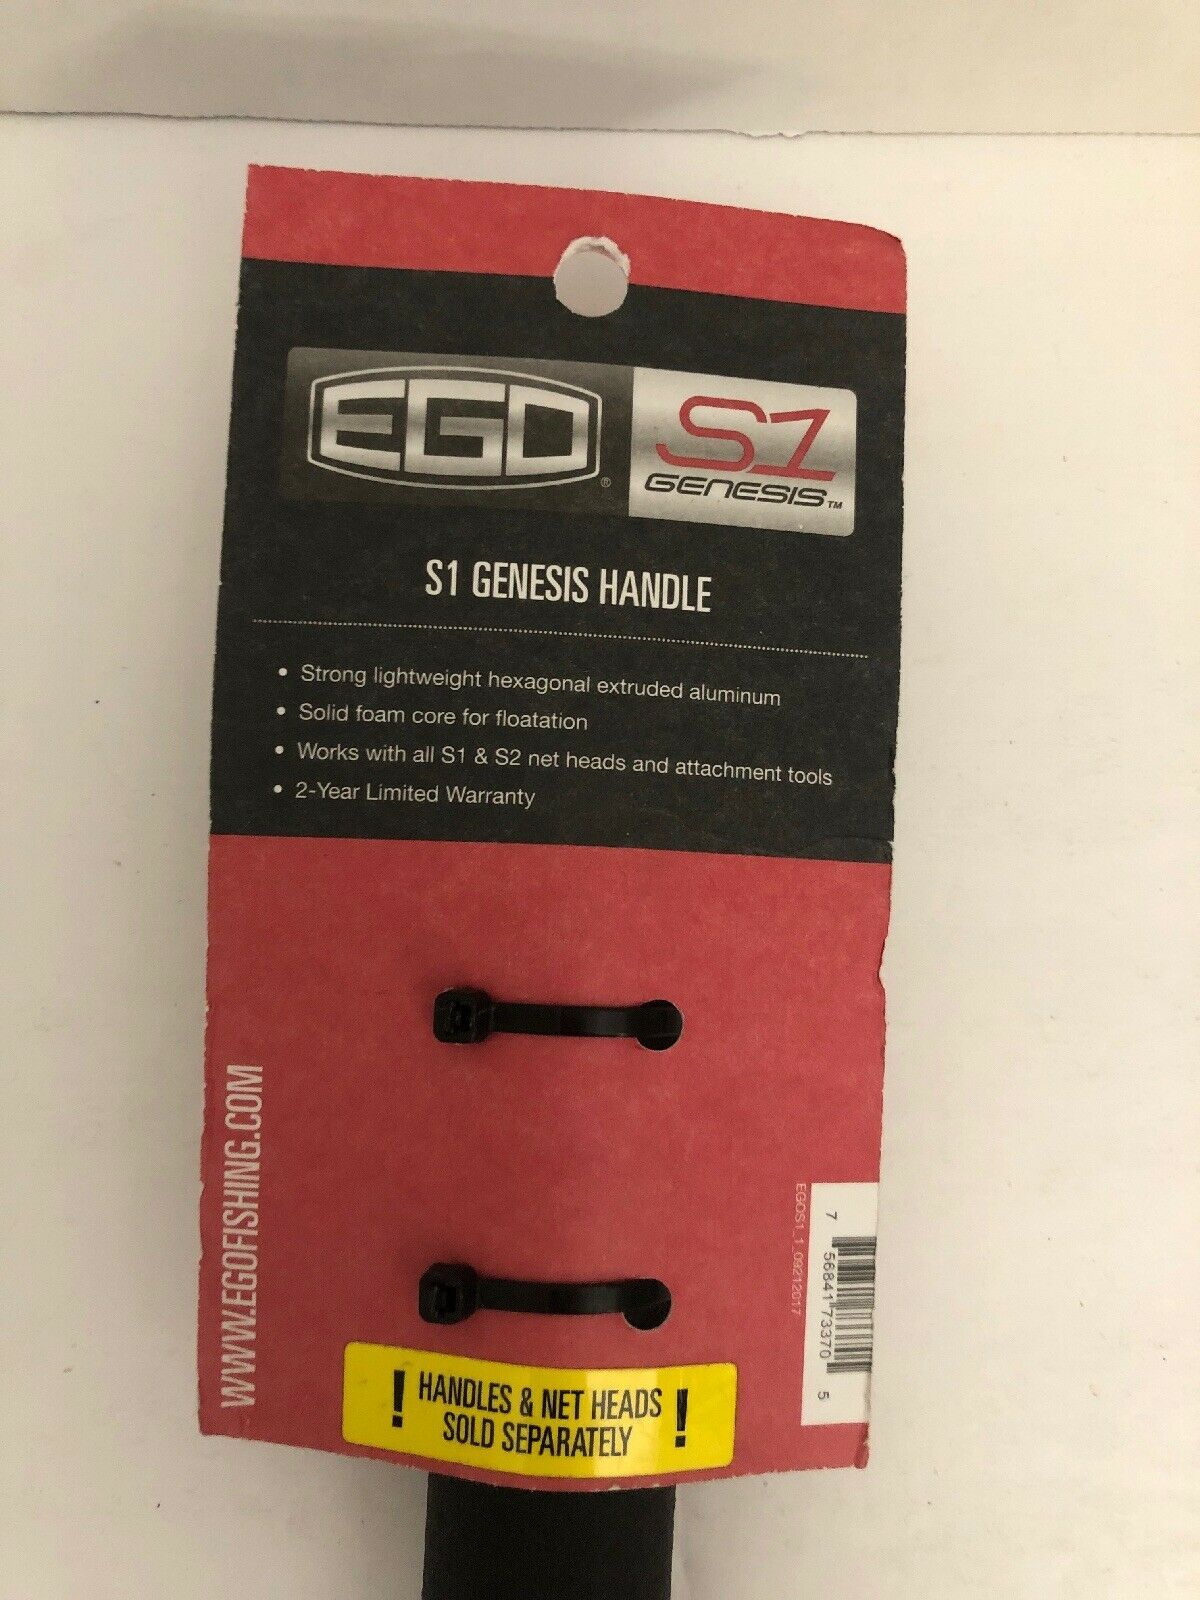 EGO®
S1
GENESIS™
S1 GENESIS HANDLE
• Strong lightweight hexagonal extruded aluminum
• Solid foam core for floatation
• Works with all S1 & S2 net heads and attachment tools
• 2-Year Limited Warranty
WWW.EGOFISHING.COM
EGOS1_1_09212017
7 56841 73370 5
! HANDLES & NET HEADS !
SOLD SEPARATELY